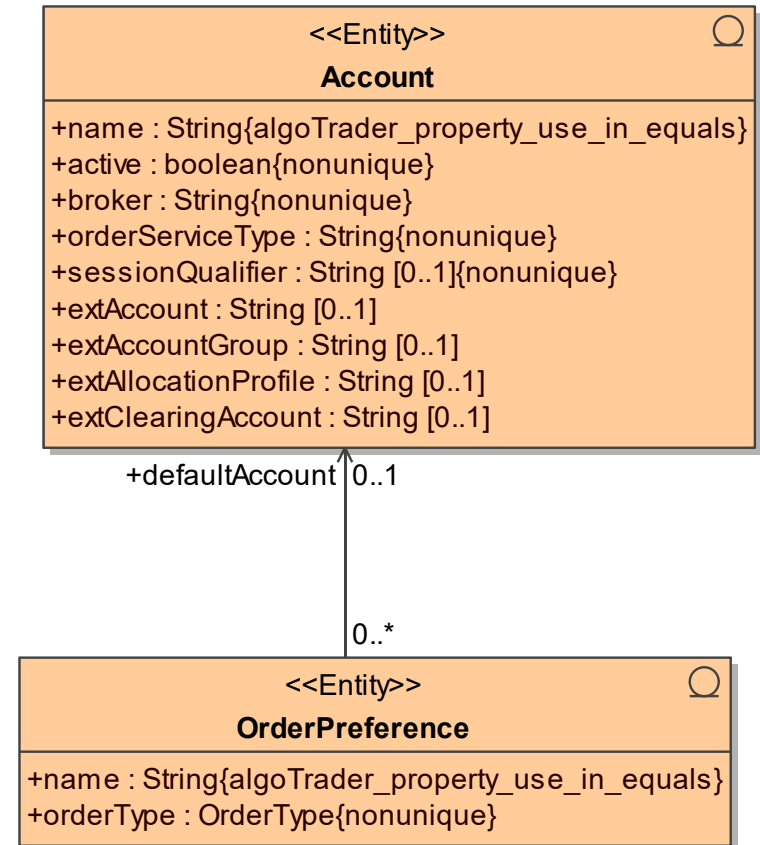 <<Entity>>
Account
+name : String{algoTrader_property_use_in_equals}
+active : boolean{nonunique}
+broker : String{nonunique}
+orderServiceType : String{nonunique}
+sessionQualifier : String [0..1]{nonunique}
+extAccount : String [0..1]
+extAccountGroup : String [0..1]
+extAllocationProfile : String [0..1]
+extClearingAccount : String [0..1]
+defaultAccount 0..1
0..*
<<Entity>>
OrderPreference
+name : String{algoTrader_property_use_in_equals}
+orderType : OrderType{nonunique}